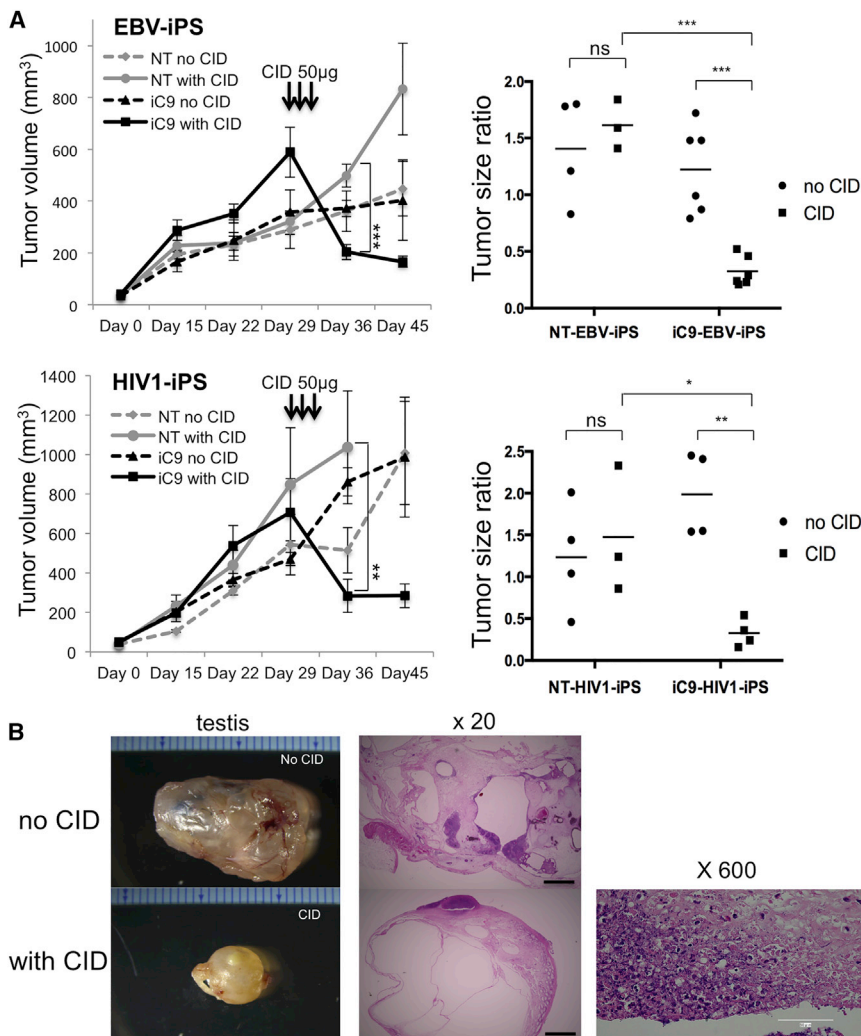 A
EBV-iPS
NT no CID
NT with CID
iC9 no CID
iC9 with CID
CID 50µg
Tumor volume (mm³)
1000
800
600
400
200
0
Day 0 Day 15 Day 22 Day 29 Day 36 Day 45
***
***
ns
***
Tumor size ratio
2.0
1.5
1.0
0.5
0.0
NT-EBV-iPS iC9-EBV-iPS
no CID
CID
HIV1-iPS
NT no CID
NT with CID
iC9 no CID
iC9 with CID
CID 50µg
Tumor volume (mm³)
1400
1200
1000
800
600
400
200
0
Day 0 Day 15 Day 22 Day 29 Day 36 Day45
**
*
ns
**
Tumor size ratio
2.5
2.0
1.5
1.0
0.5
0.0
NT-HIV1-iPS iC9-HIV1-iPS
no CID
CID
B
testis
x 20
No CID
no CID
X 600
CID
with CID